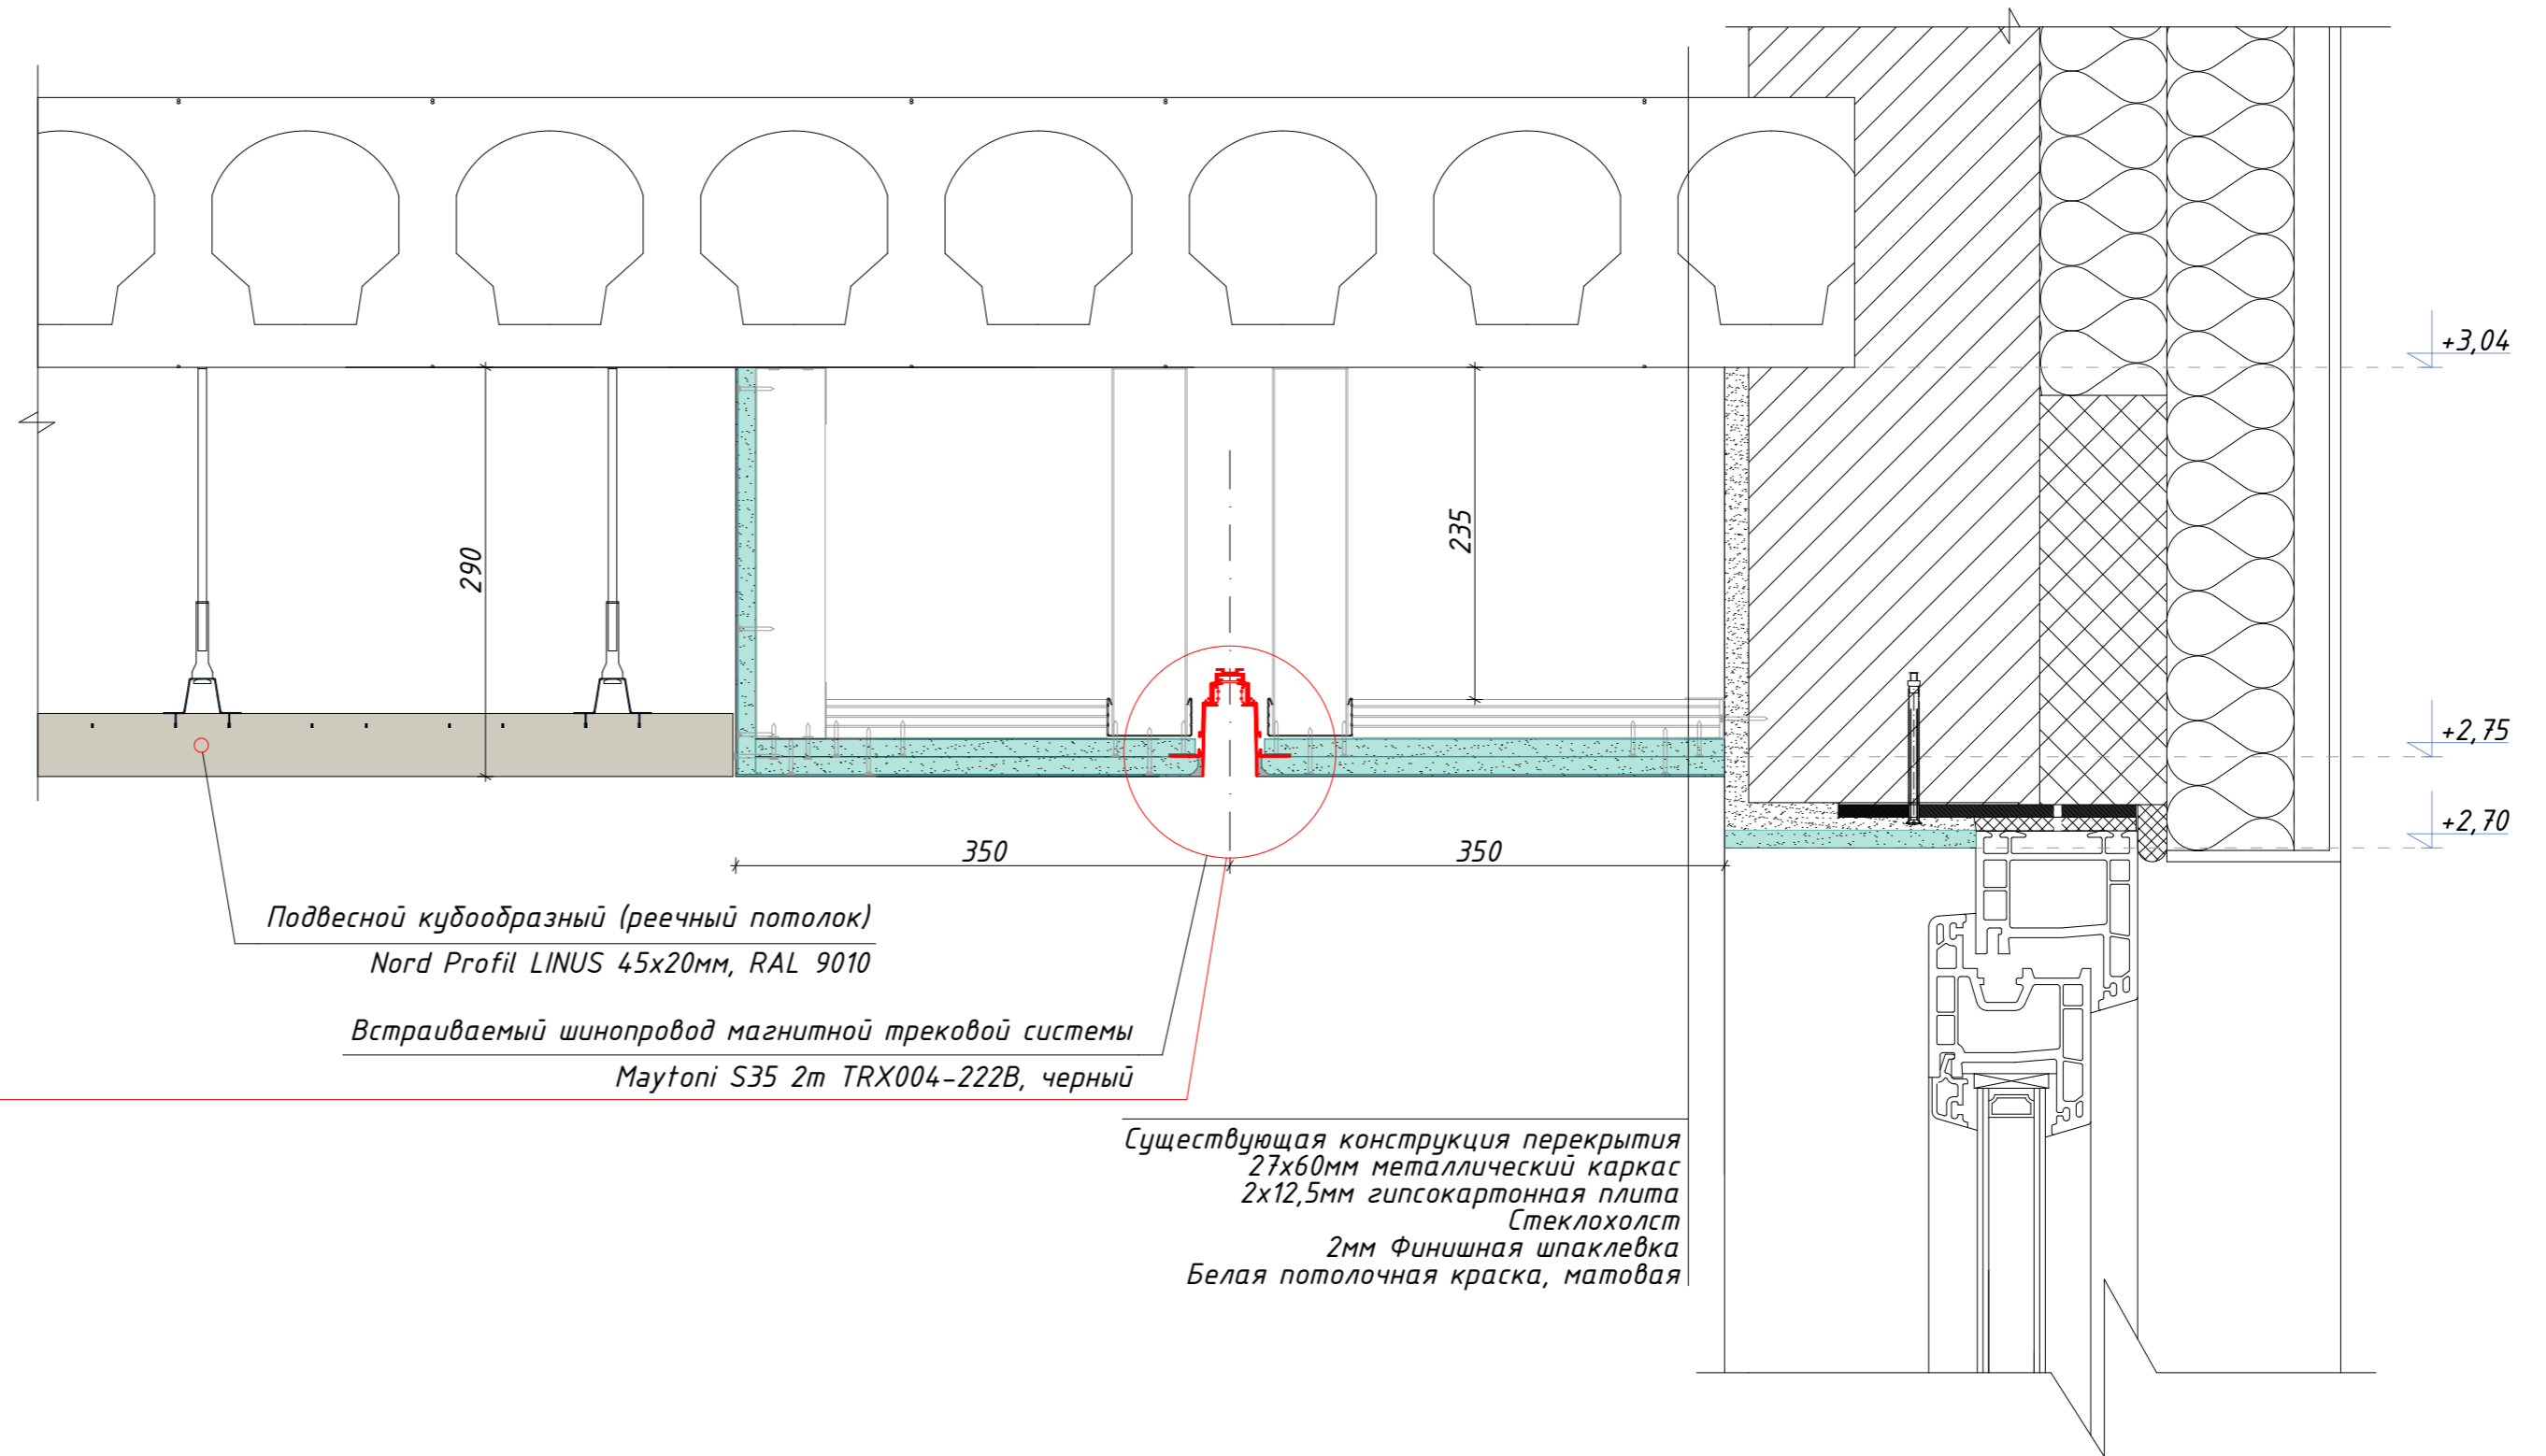 +3,04
290
235
+2,75
+2,70
350
350
Подвесной кубообразный (реечный потолок)
Nord Profil LINUS 45x20мм, RAL 9010
Встраиваемый шинопровод магнитной трековой системы
Maytoni S35 2m TRX004-222B, черный
Существующая конструкция перекрытия
27x60мм металлический каркас
2x12,5мм гипсокартонная плита
Стеклохолст
2мм Финишная шпаклевка
Белая потолочная краска, матовая